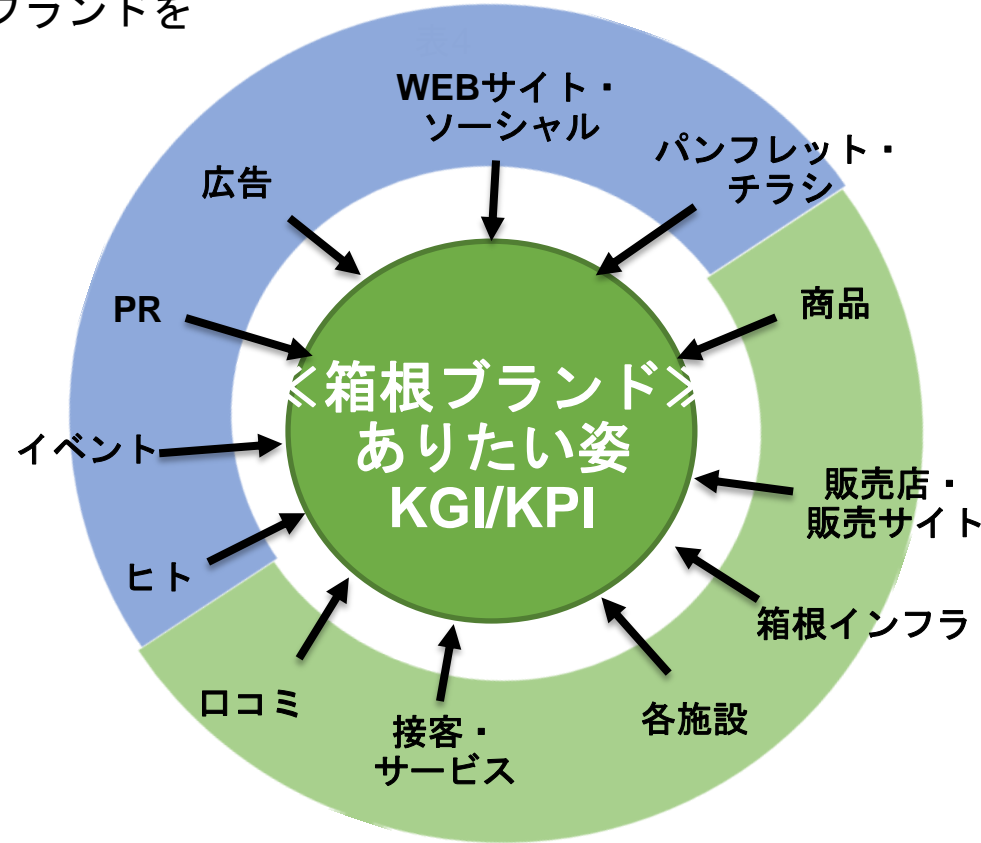 ブランドを
WEBサイト・
ソーシャル
パンフレット・
チラシ
広告
商品
PR
≪箱根ブランド≫
ありたい姿
KGI/KPI
イベント
販売店・
販売サイト
ヒト
箱根インフラ
口コミ
各施設
接客・
サービス